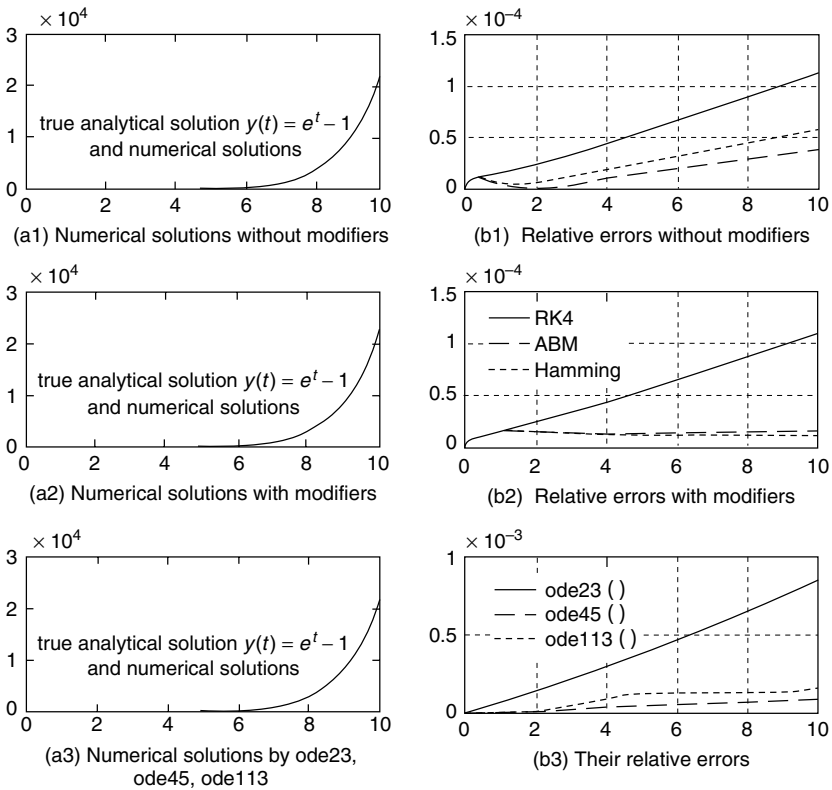 × 10⁴
3
2
1
0
true analytical solution y(t) = eᵗ – 1
and numerical solutions
0 2 4 6 8 10
(a1) Numerical solutions without modifiers
× 10⁻⁴
1.5
1
0.5
0
0 2 4 6 8 10
(b1) Relative errors without modifiers
× 10⁴
3
2
1
0
true analytical solution y(t) = eᵗ – 1
and numerical solutions
0 2 4 6 8 10
(a2) Numerical solutions with modifiers
× 10⁻⁴
1.5
1
0.5
0
RK4
ABM
Hamming
0 2 4 6 8 10
(b2) Relative errors with modifiers
× 10⁴
3
2
1
0
true analytical solution y(t) = eᵗ – 1
and numerical solutions
0 2 4 6 8 10
(a3) Numerical solutions by ode23,
ode45, ode113
× 10⁻³
1
0.5
0
ode23 ( )
ode45 ( )
ode113 ( )
0 2 4 6 8 10
(b3) Their relative errors